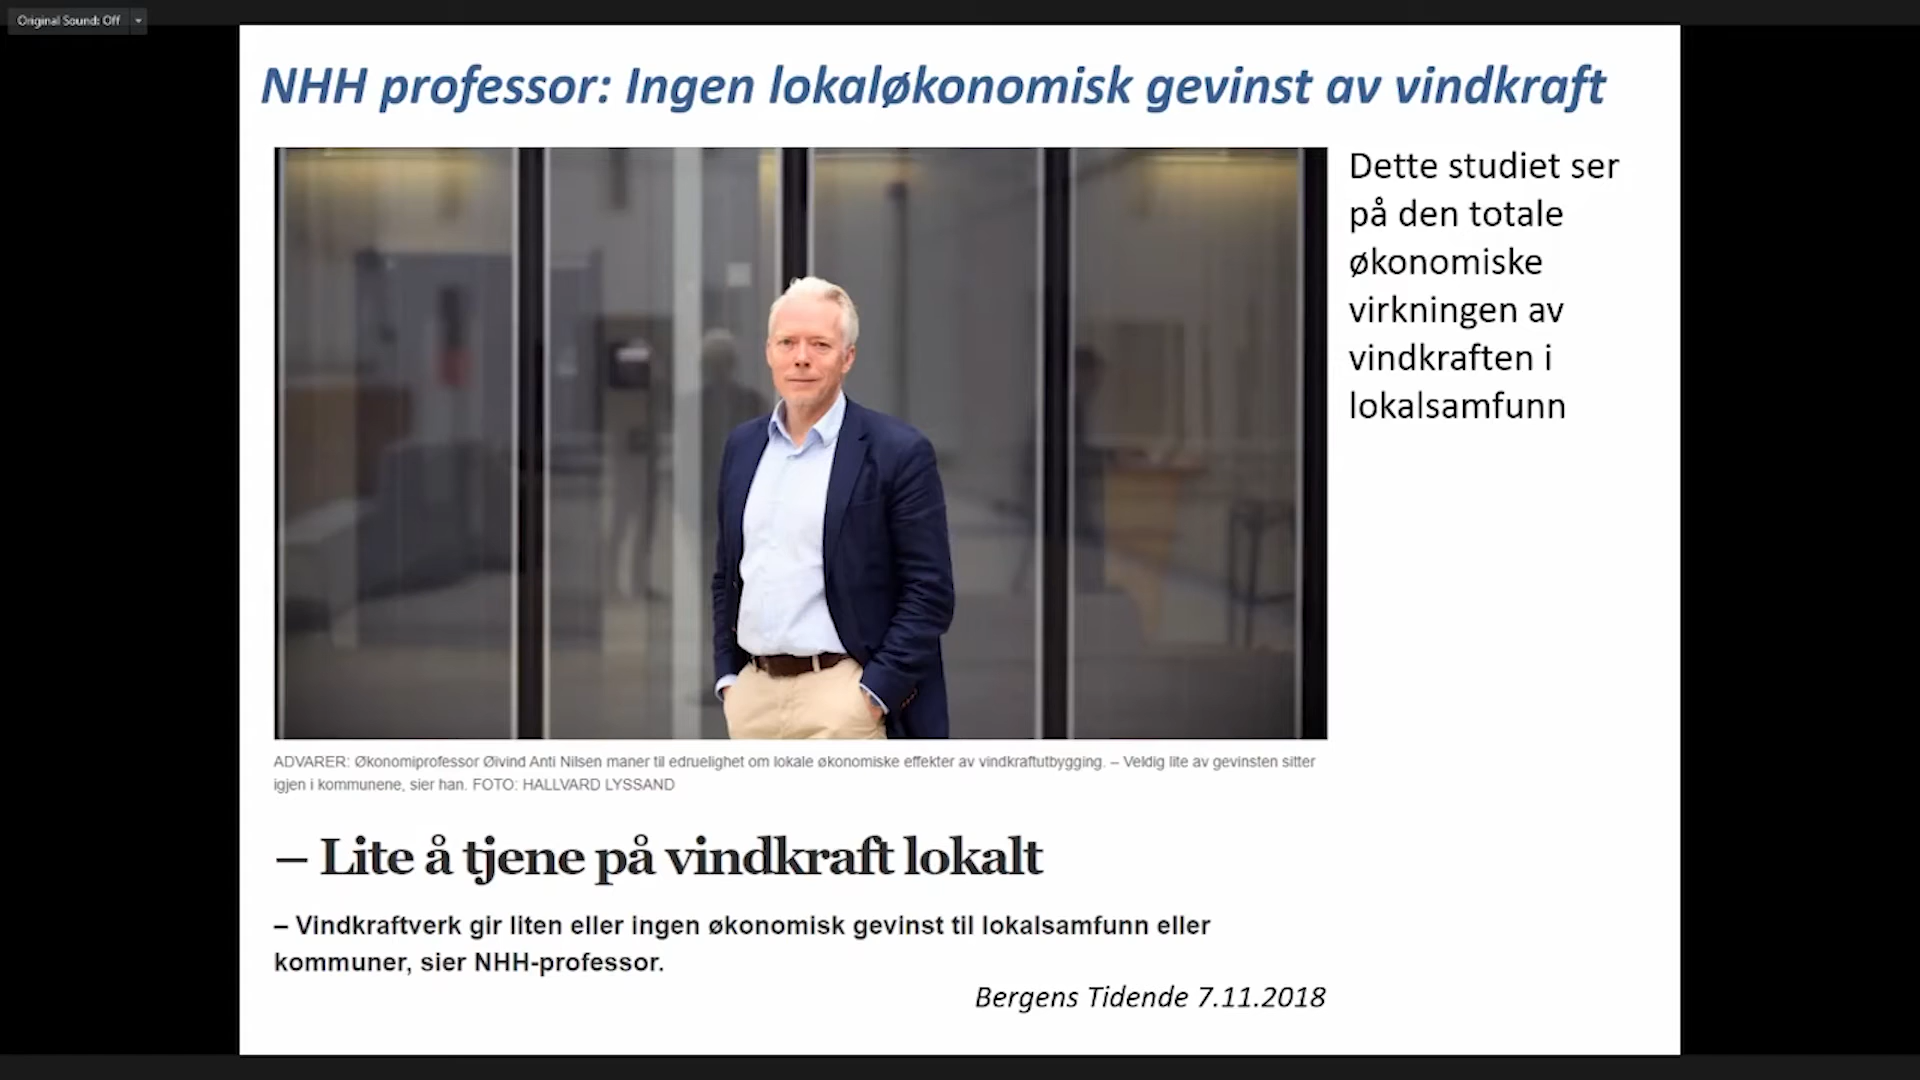 Original Sound: Off
NHH professor: Ingen lokaløkonomisk gevinst av vindkraft
Dette studiet ser
på den totale
økonomiske
virkningen av
vindkraften i
lokalsamfunn
ADVARER: Økonomiprofessor Øivind Anti Nilsen maner til edruelighet om lokale økonomiske effekter av vindkraftutbygging. – Veldig lite av gevinsten sitter
igjen i kommunene, sier han. FOTO: HALLVARD LYSSAND
– Lite å tjene på vindkraft lokalt
– Vindkraftverk gir liten eller ingen økonomisk gevinst til lokalsamfunn eller
kommuner, sier NHH-professor.
Bergens Tidende 7.11.2018